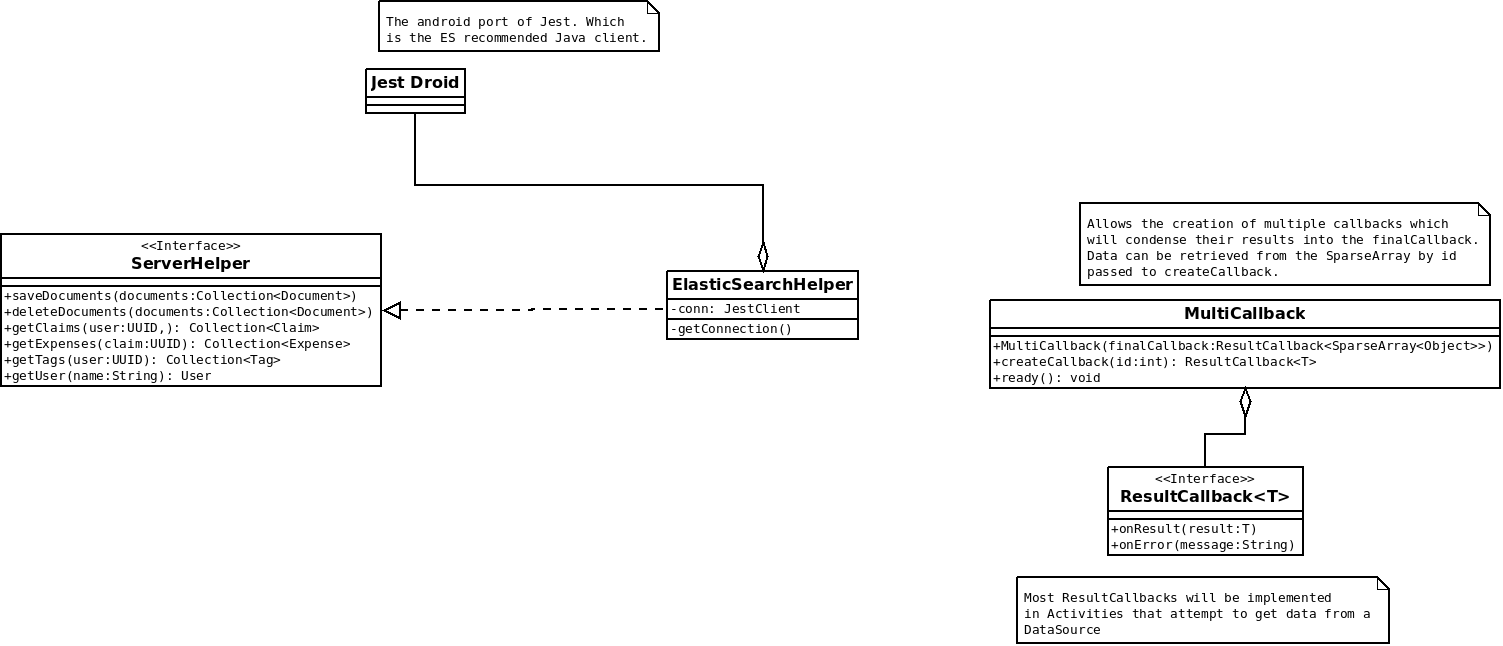 The android port of Jest. Which
is the ES recommended Java client.
Jest Droid
<<Interface>>
ServerHelper
+saveDocuments(documents:Collection<Document>)
+deleteDocuments(documents:Collection<Document>)
+getClaims(user:UUID,): Collection<Claim>
+getExpenses(claim:UUID): Collection<Expense>
+getTags(user:UUID): Collection<Tag>
+getUser(name:String): User
ElasticSearchHelper
-conn: JestClient
-getConnection()
Allows the creation of multiple callbacks which
will condense their results into the finalCallback.
Data can be retrieved from the SparseArray by id
passed to createCallback.
MultiCallback
+MultiCallback(finalCallback:ResultCallback<SparseArray<Object>>)
+createCallback(id:int): ResultCallback<T>
+ready(): void
<<Interface>>
ResultCallback<T>
+onResult(result:T)
+onError(message:String)
Most ResultCallbacks will be implemented
in Activities that attempt to get data from a
DataSource